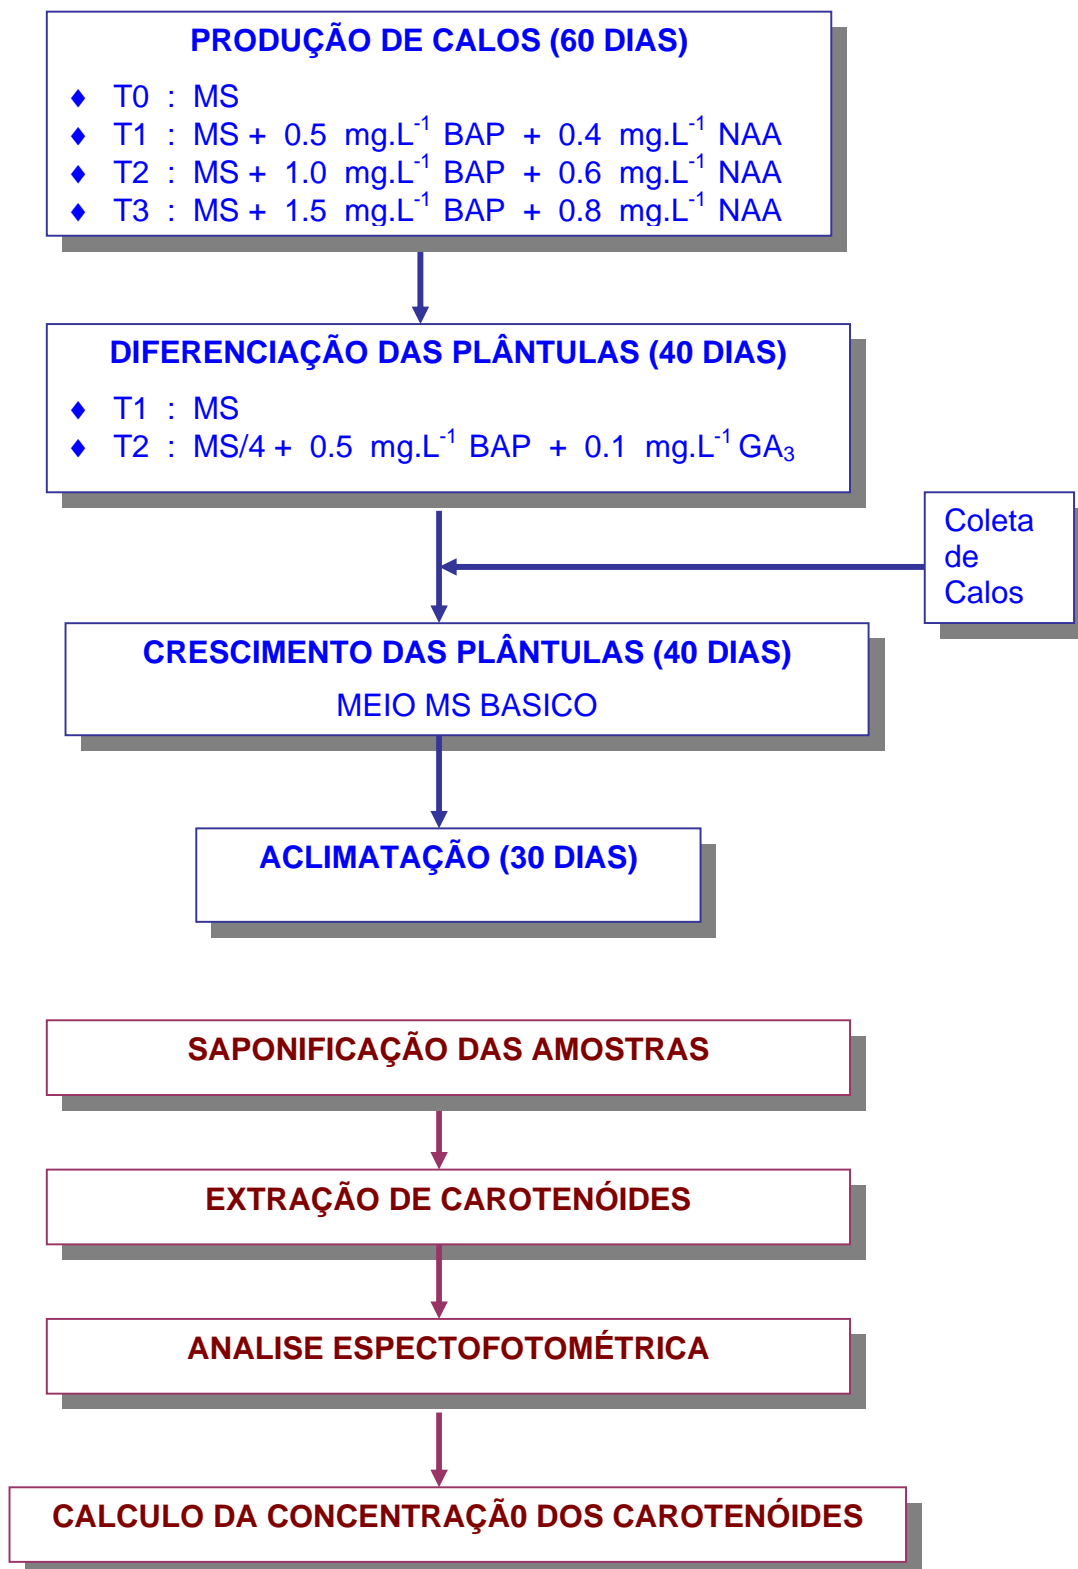 PRODUÇÃO DE CALOS (60 DIAS)
♦ T0 : MS
♦ T1 : MS + 0.5 mg.L⁻¹ BAP + 0.4 mg.L⁻¹ NAA
♦ T2 : MS + 1.0 mg.L⁻¹ BAP + 0.6 mg.L⁻¹ NAA
♦ T3 : MS + 1.5 mg.L⁻¹ BAP + 0.8 mg.L⁻¹ NAA
DIFERENCIAÇÃO DAS PLÂNTULAS (40 DIAS)
♦ T1 : MS
♦ T2 : MS/4 + 0.5 mg.L⁻¹ BAP + 0.1 mg.L⁻¹ GA₃
Coleta
de
Calos
CRESCIMENTO DAS PLÂNTULAS (40 DIAS)
MEIO MS BASICO
ACLIMATAÇÃO (30 DIAS)
SAPONIFICAÇÃO DAS AMOSTRAS
EXTRAÇÃO DE CAROTENÓIDES
ANALISE ESPECTOFOTOMÉTRICA
CALCULO DA CONCENTRAÇÃ0 DOS CAROTENÓIDES